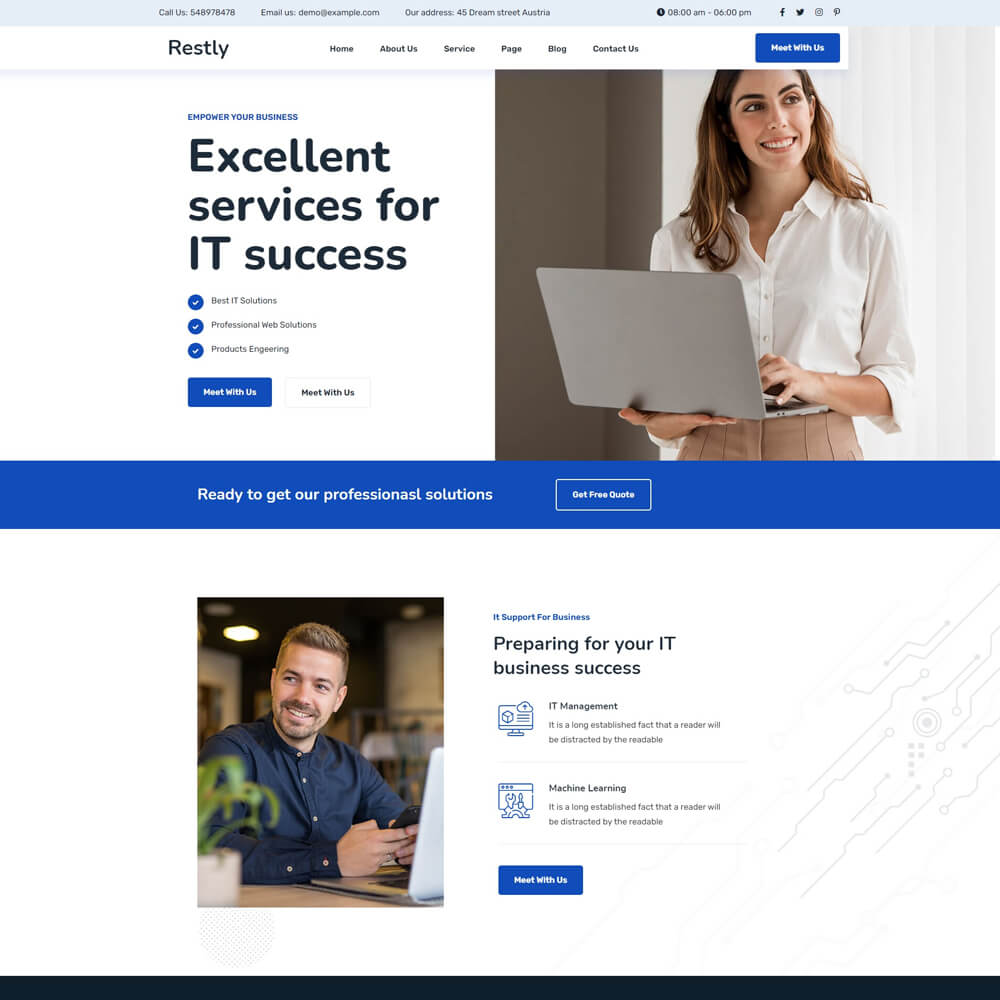 Call Us: 548978478 Email us: demo@example.com Our address: 45 Dream street Austria 08:00 am - 06:00 pm
Restly Home About Us Service Page Blog Contact Us Meet With Us
EMPOWER YOUR BUSINESS
Excellent
services for
IT success
Best IT Solutions
Professional Web Solutions
Products Engeering
Meet With Us Meet With Us
Ready to get our professionasl solutions Get Free Quote
It Support For Business
Preparing for your IT
business success
IT Management
It is a long established fact that a reader will
be distracted by the readable
Machine Learning
It is a long established fact that a reader will
be distracted by the readable
Meet With Us